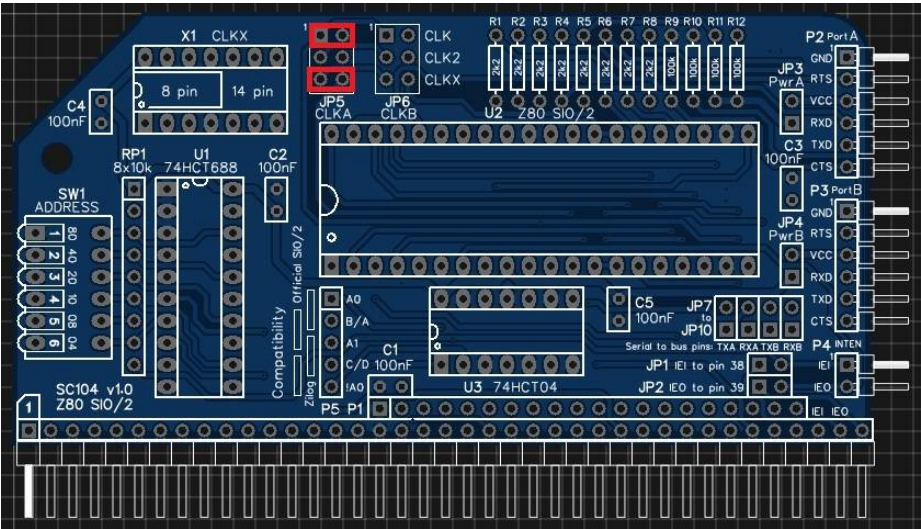 X1 CLKX
8 pin 14 pin
C4
100nF
1
JP5
CLKA
1
JP6
CLKB
CLK
CLK2
CLKX
R1 R2 R3 R4 R5 R6 R7 R8 R9 R10 R11 R12
2k2 2k2 2k2 2k2 2k2 2k2 2k2 2k2 100k 100k 100k 100k
P2 Port A
1
GND
RTS
VCC
RXD
TXD
CTS
JP3
PwrA
U2 Z80 SIO/2
C3
100nF
RP1
8x10k
U1
74HCT688
C2
100nF
SW1
ADDRESS
1 80
2 40
3 20
4 10
5 08
6 04
P3 Port B
1
GND
RTS
VCC
RXD
TXD
CTS
JP4
PwrB
Compatibility
Official SIO/2
Zilog
A0
B/A
A1
C/D
!A0
P5
C1
100nF
U3 74HCT04
C5
100nF
JP7
to
JP10
Serial to bus pins: TXA RXA TXB RXB
JP1 IEI to pin 38
JP2 IEO to pin 39
P4 INTEN
1
IEI
IEO
SC104 v1.0
Z80 SIO/2
1
P1
IEI IEO